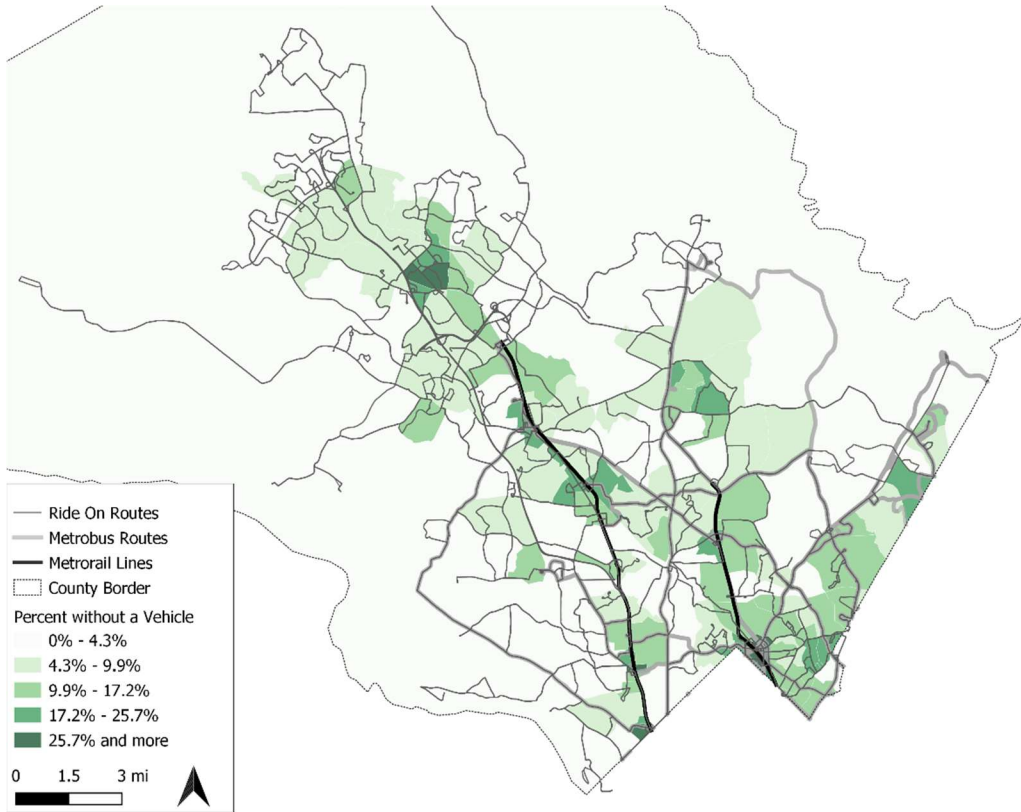 Ride On Routes
Metrobus Routes
Metrorail Lines
County Border
Percent without a Vehicle
0% - 4.3%
4.3% - 9.9%
9.9% - 17.2%
17.2% - 25.7%
25.7% and more
0 1.5 3 mi